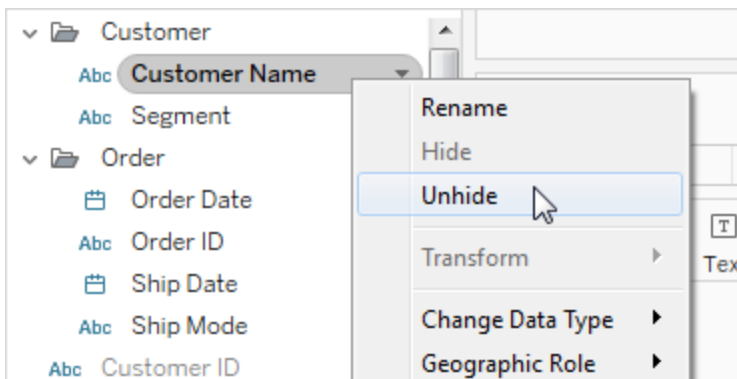 Customer
Abc Customer Name
Abc Segment
Order
Order Date
Abc Order ID
Ship Date
Abc Ship Mode
Abc Customer ID
Rename
Hide
Unhide
Transform
Change Data Type
Geographic Role
T
Tex